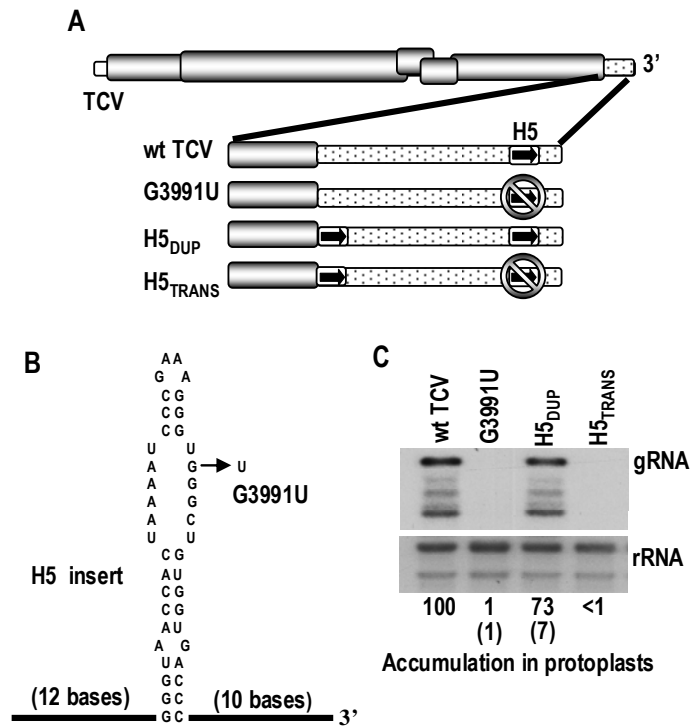 A
3'
TCV
H5
wt TCV
G3991U
H5DUP
H5TRANS
B
A A
G A
C G
C G
C G
U U → U
A G G3991U
A G
A G
A C
U U
C G
A U
C G
C G
A U
A G
U A
G C
G C
G C
H5 insert
(12 bases) (10 bases) 3'
C
wt TCV G3991U H5DUP H5TRANS
gRNA
rRNA
100 1 73 <1
(1) (7)
Accumulation in protoplasts